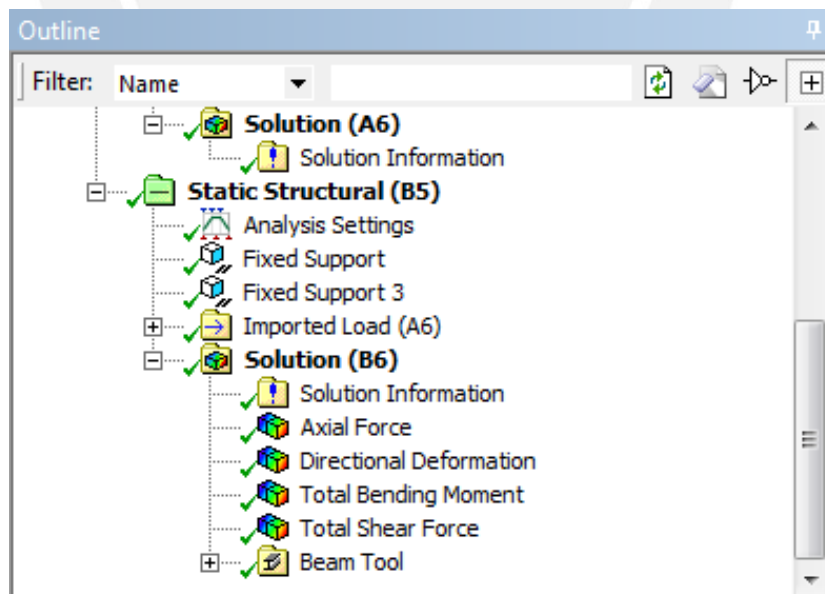 Outline
Filter: Name
Solution (A6)
Solution Information
Static Structural (B5)
Analysis Settings
Fixed Support
Fixed Support 3
Imported Load (A6)
Solution (B6)
Solution Information
Axial Force
Directional Deformation
Total Bending Moment
Total Shear Force
Beam Tool